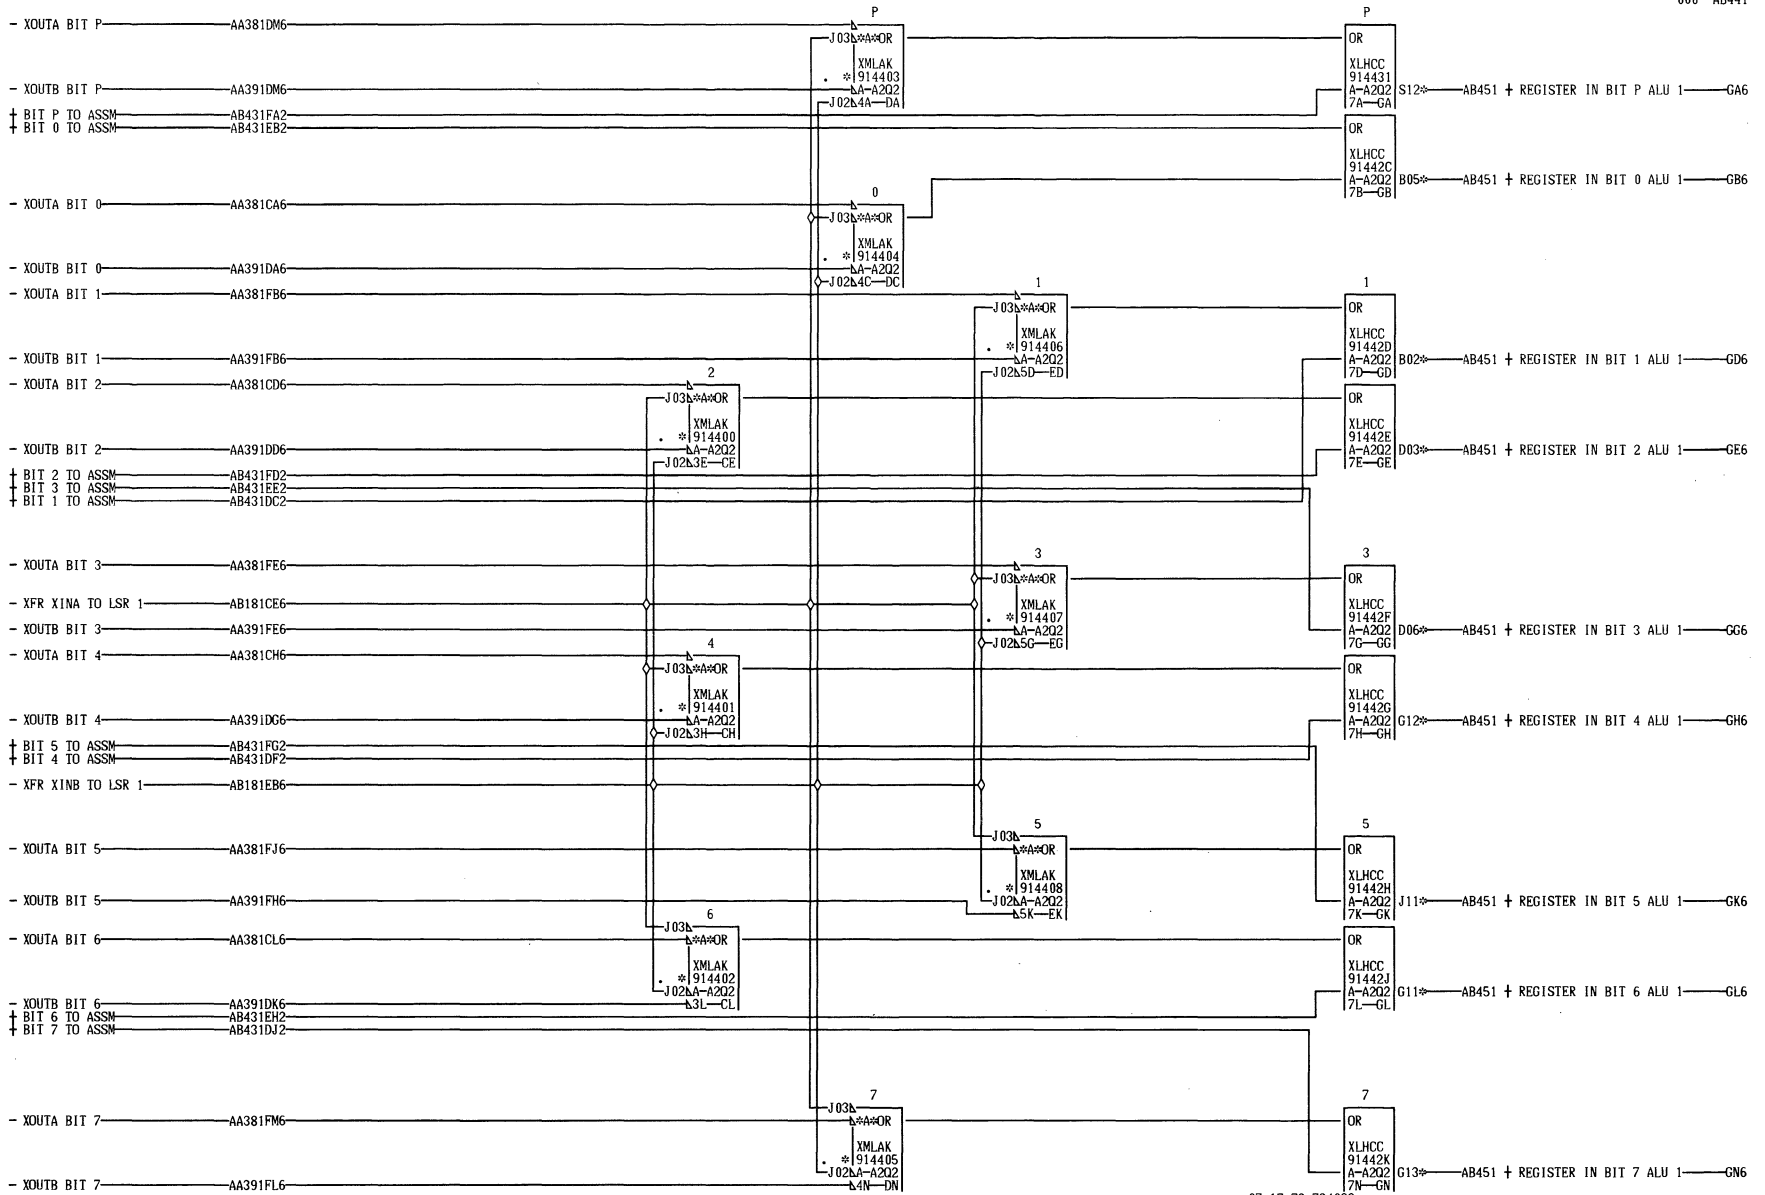 P P
- XOUTA BIT P AA381DM6
J03 *A*OR OR
XMLAK XLHCC
. * 914403 914431
- XOUTB BIT P AA391DM6 A-A2Q2 A-A2Q2 S12* AB451 + REGISTER IN BIT P ALU 1 GA6
J02 4A DA 7A GA
+ BIT P TO ASSM AB431FA2
+ BIT 0 TO ASSM AB431EB2 OR
XLHCC
91442C
A-A2Q2 B05* AB451 + REGISTER IN BIT 0 ALU 1 GB6
0 7B GB
- XOUTA BIT 0 AA381CA6
J03 *A*OR
XMLAK
. * 914404
- XOUTB BIT 0 AA391DA6 A-A2Q2
J02 4C DC 1 1
- XOUTA BIT 1 AA381FB6
J03 *A*OR OR
XMLAK XLHCC
. * 914406 91442D
- XOUTB BIT 1 AA391FB6 A-A2Q2 A-A2Q2 B02* AB451 + REGISTER IN BIT 1 ALU 1 GD6
2 J02 5D ED 7D GD
- XOUTA BIT 2 AA381CD6
J03 *A*OR OR
XMLAK XLHCC
. * 914400 91442E
- XOUTB BIT 2 AA391DD6 A-A2Q2 A-A2Q2 D03* AB451 + REGISTER IN BIT 2 ALU 1 GE6
J02 3E CE 7E GE
+ BIT 2 TO ASSM AB431FD2
+ BIT 3 TO ASSM AB431EE2
+ BIT 1 TO ASSM AB431DC2
3 3
- XOUTA BIT 3 AA381FE6
J03 *A*OR OR
- XFR XINA TO LSR 1 AB181CE6 XMLAK XLHCC
. * 914407 91442F
- XOUTB BIT 3 AA391FE6 A-A2Q2 A-A2Q2 D06* AB451 + REGISTER IN BIT 3 ALU 1 GG6
4 J02 5G EG 7G GG
- XOUTA BIT 4 AA381CH6
J03 *A*OR OR
XMLAK XLHCC
. * 914401 91442G
- XOUTB BIT 4 AA391DG6 A-A2Q2 A-A2Q2 G12* AB451 + REGISTER IN BIT 4 ALU 1 GH6
J02 3H CH 7H GH
+ BIT 5 TO ASSM AB431FG2
+ BIT 4 TO ASSM AB431DF2
- XFR XINB TO LSR 1 AB181EB6
5 5
J03
- XOUTA BIT 5 AA381FJ6 *A*OR OR
XMLAK XLHCC
. * 914408 91442H
- XOUTB BIT 5 AA391FH6 J02 A-A2Q2 A-A2Q2 J11* AB451 + REGISTER IN BIT 5 ALU 1 GK6
6 5K EK 7K GK
J03
- XOUTA BIT 6 AA381CL6 *A*OR OR
XMLAK XLHCC
. * 914402 91442J
J02 A-A2Q2 A-A2Q2 G11* AB451 + REGISTER IN BIT 6 ALU 1 GL6
- XOUTB BIT 6 AA391DK6 3L CL 7L GL
+ BIT 6 TO ASSM AB431EH2
+ BIT 7 TO ASSM AB431DJ2
7 7
J03
- XOUTA BIT 7 AA381FM6 *A*OR OR
XMLAK XLHCC
. * 914405 91442K
J02 A-A2Q2 A-A2Q2 G13* AB451 + REGISTER IN BIT 7 ALU 1 GN6
- XOUTB BIT 7 AA391FL6 4N DN 7N GN